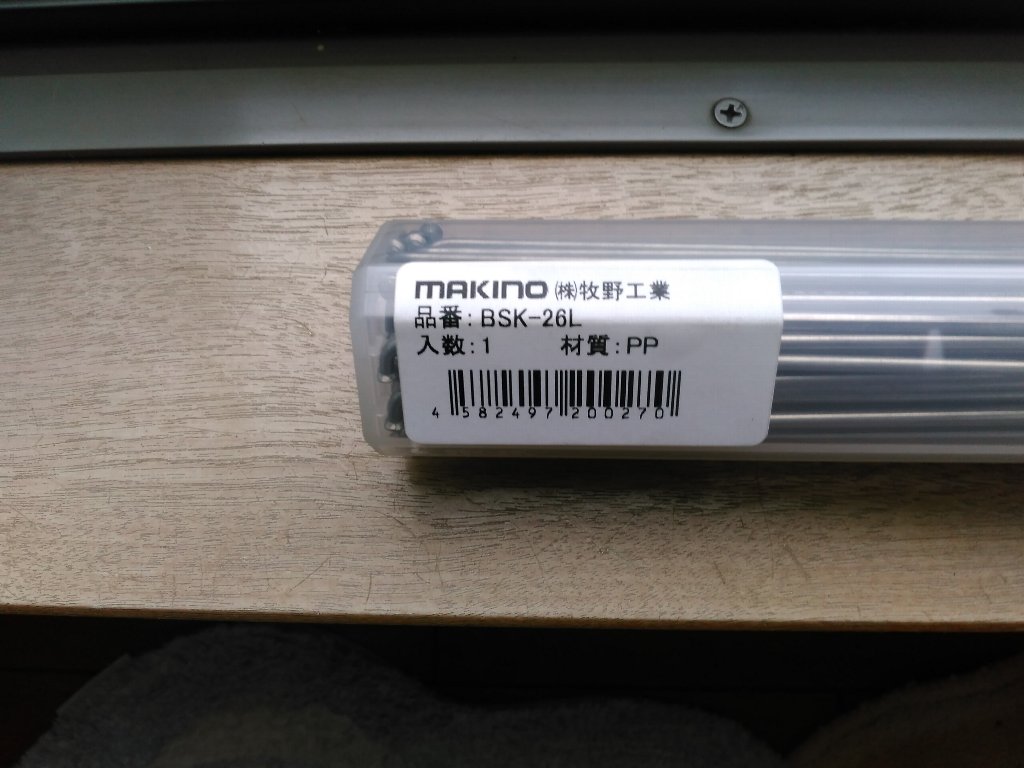 MAKINO ㈱牧野工業
品番:BSK-26L
入数:1 材質:PP
4 582497 200270